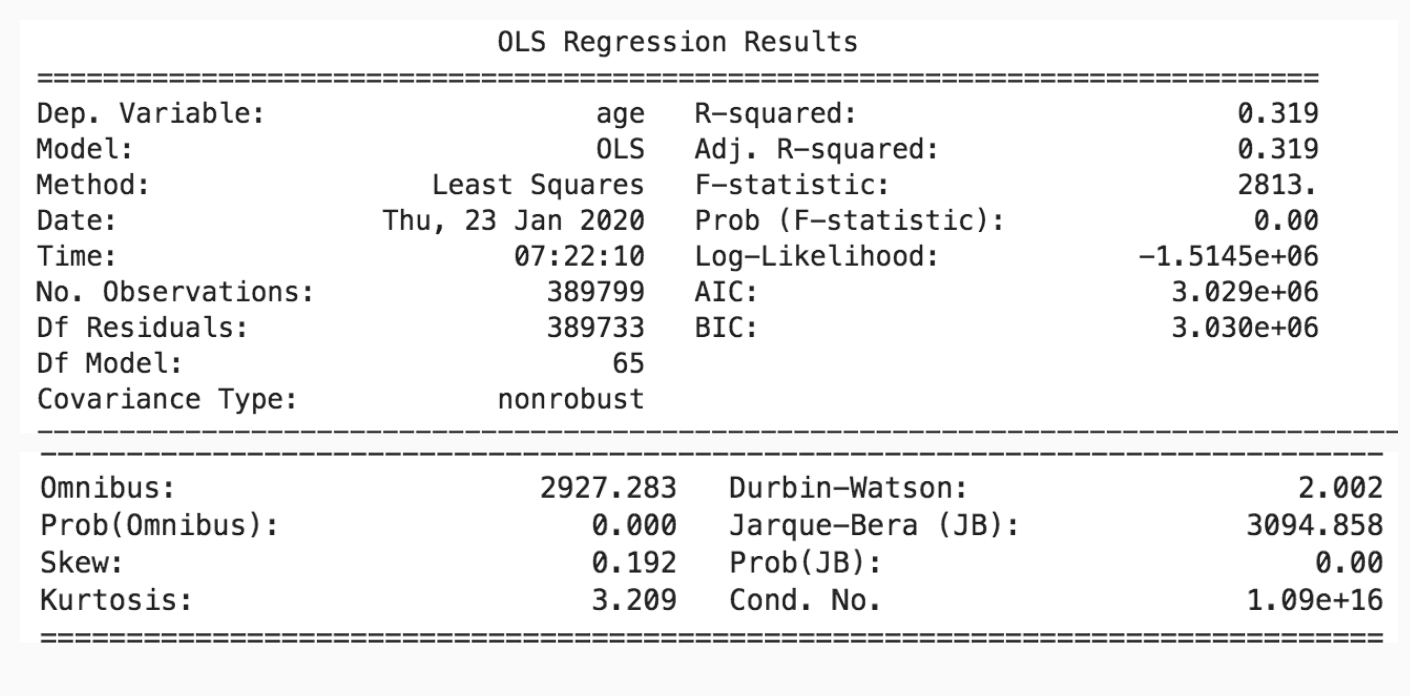 OLS Regression Results
==============================================================================
Dep. Variable: age R-squared: 0.319
Model: OLS Adj. R-squared: 0.319
Method: Least Squares F-statistic: 2813.
Date: Thu, 23 Jan 2020 Prob (F-statistic): 0.00
Time: 07:22:10 Log-Likelihood: -1.5145e+06
No. Observations: 389799 AIC: 3.029e+06
Df Residuals: 389733 BIC: 3.030e+06
Df Model: 65
Covariance Type: nonrobust
-----------------------------------------------------------------------------------
------------------------------------------------------------------------------
Omnibus: 2927.283 Durbin-Watson: 2.002
Prob(Omnibus): 0.000 Jarque-Bera (JB): 3094.858
Skew: 0.192 Prob(JB): 0.00
Kurtosis: 3.209 Cond. No. 1.09e+16
==============================================================================